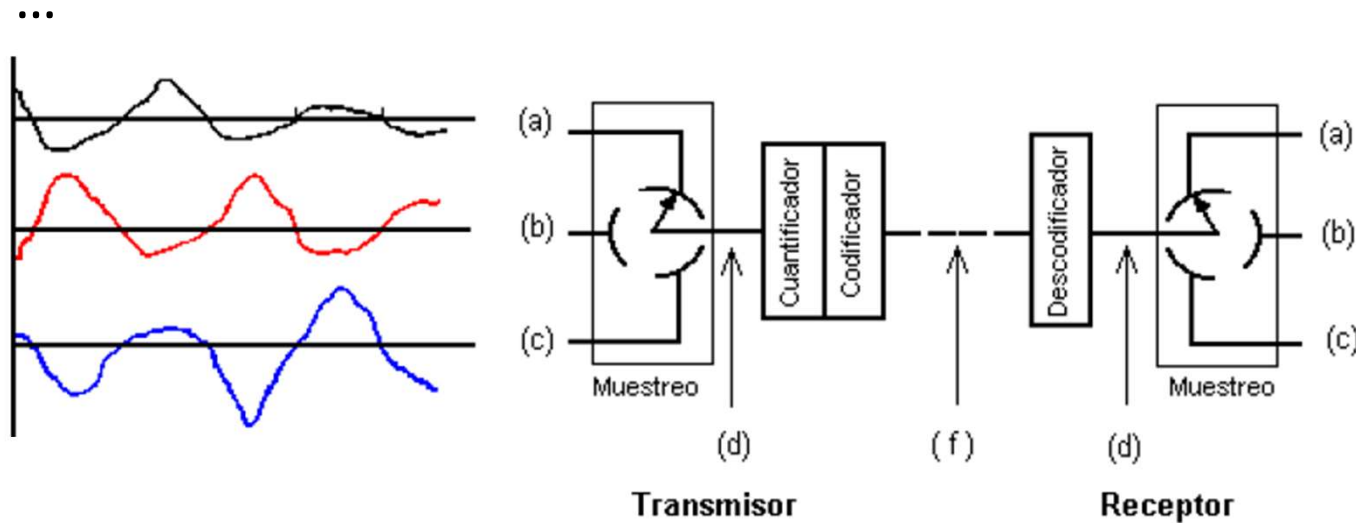 ...
(a)
(b)
(c)
Muestreo
(d)
Cuantificador
Codificador
( f )
Descodificador
(d)
(a)
(b)
(c)
Muestreo
Transmisor
Receptor